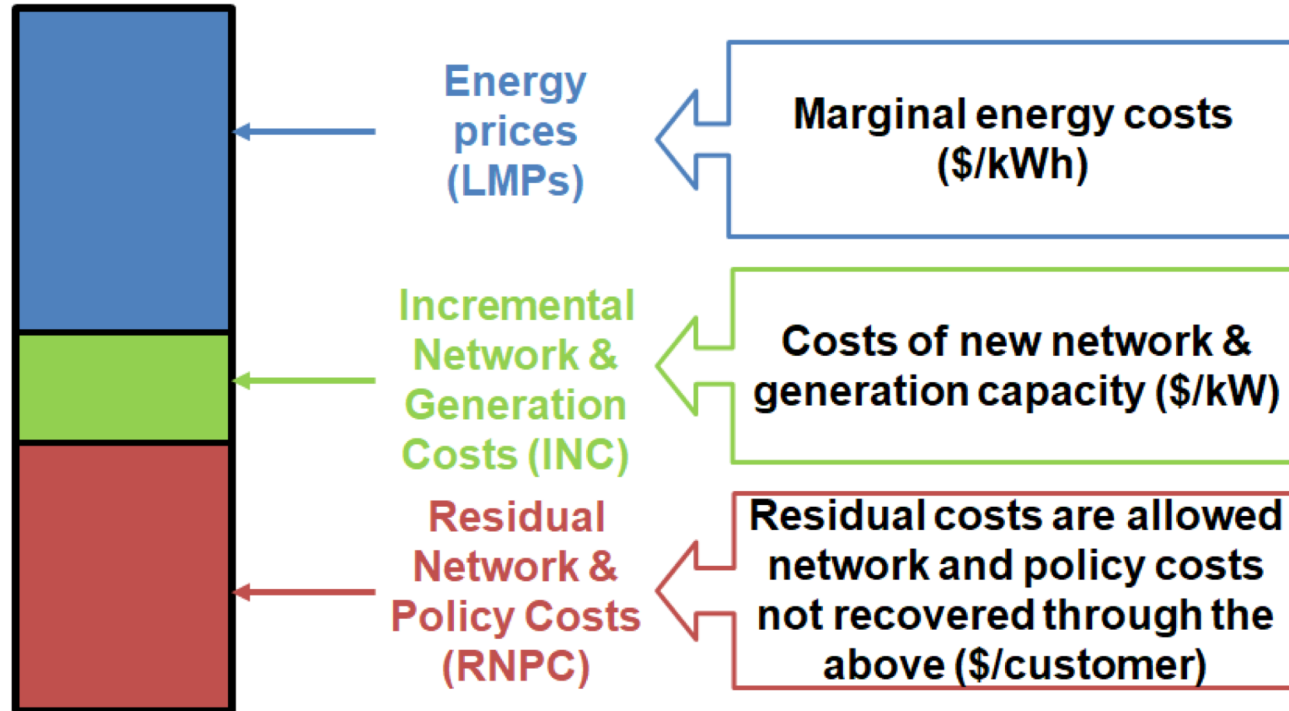 Energy
prices
(LMPs)
Marginal energy costs
($/kWh)
Incremental
Network &
Generation
Costs (INC)
Costs of new network &
generation capacity ($/kW)
Residual
Network &
Policy Costs
(RNPC)
Residual costs are allowed
network and policy costs
not recovered through the
above ($/customer)